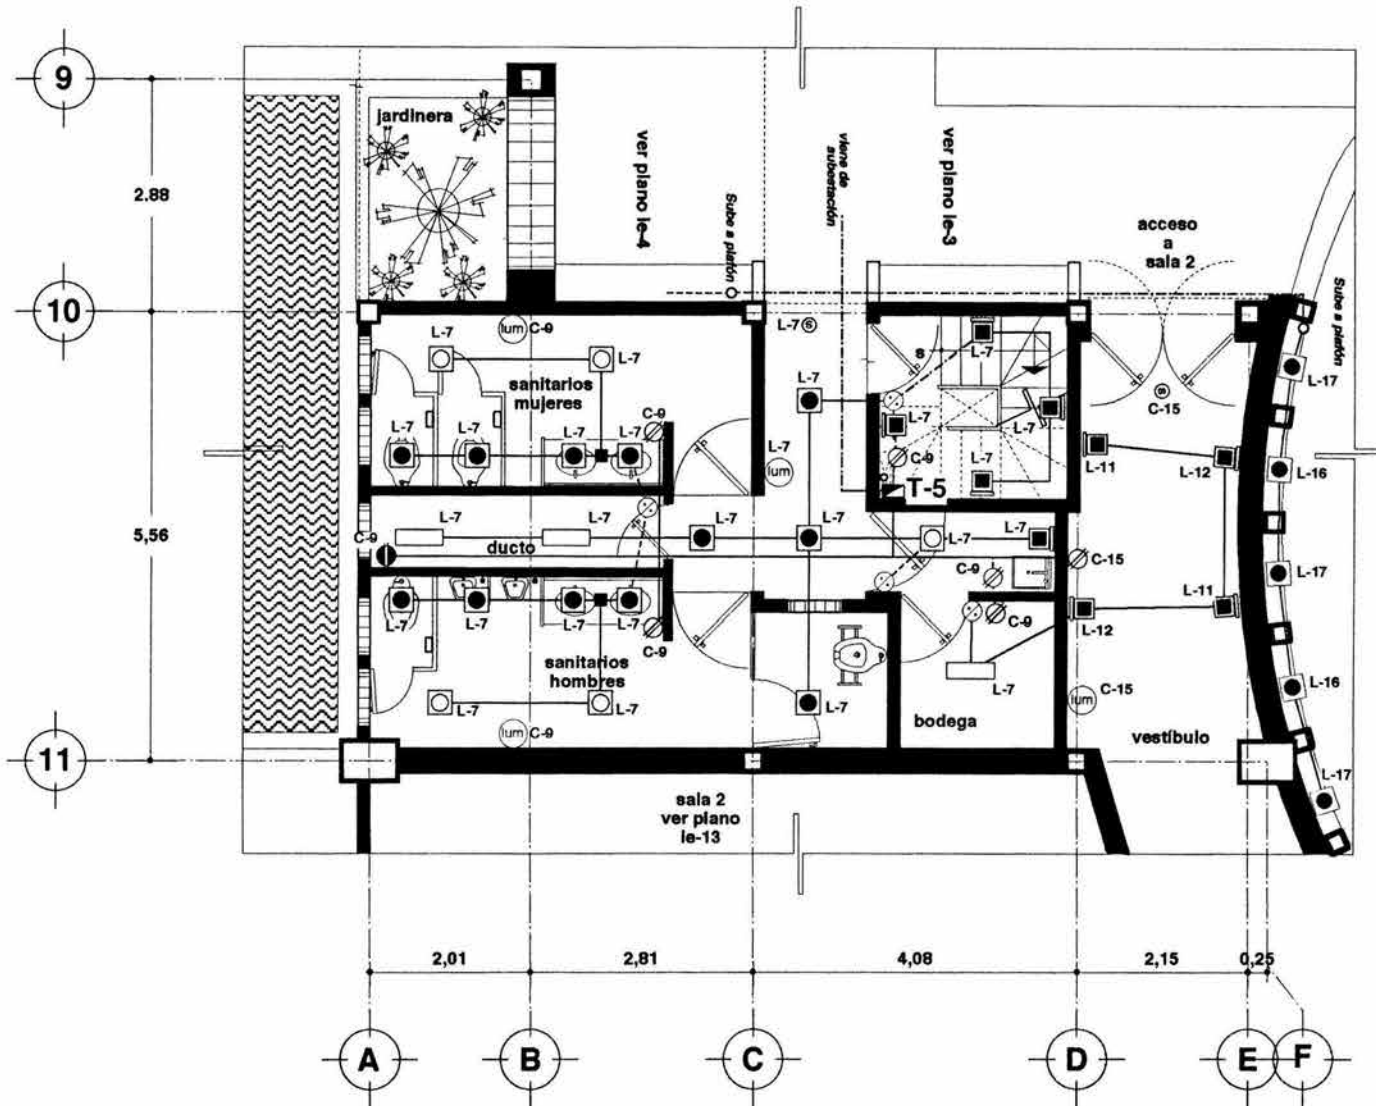 9
jardinera
ver plano ie-4
viene de
subestación
ver plano ie-3
2.88
Sube a plafón
acceso
a
sala 2
10
Sube a plafón
L-7
lum
C-9
L-7
L-7
S
L-7
S
L-17
sanitarios
mujeres
L-7
S
C-15
C-9
L-7
L-7
L-7
L-7
L-7
L-7
L-7
L-7
lum
C-9
L-7
L-11
L-12
L-16
T-5
5,56
L-7
L-7
L-7
L-7
L-7
L-7
C-9
ducto
C-15
C-9
L-17
L-7
L-7
L-7
L-7
C-9
L-11
L-12
C-9
sanitarios
hombres
L-7
L-16
L-7
L-7
L-7
C-15
lum
lum
C-9
bodega
vestíbulo
11
L-17
sala 2
ver plano
ie-13
2,01
2,81
4,08
2,15
0,25
A
B
C
D
E
F